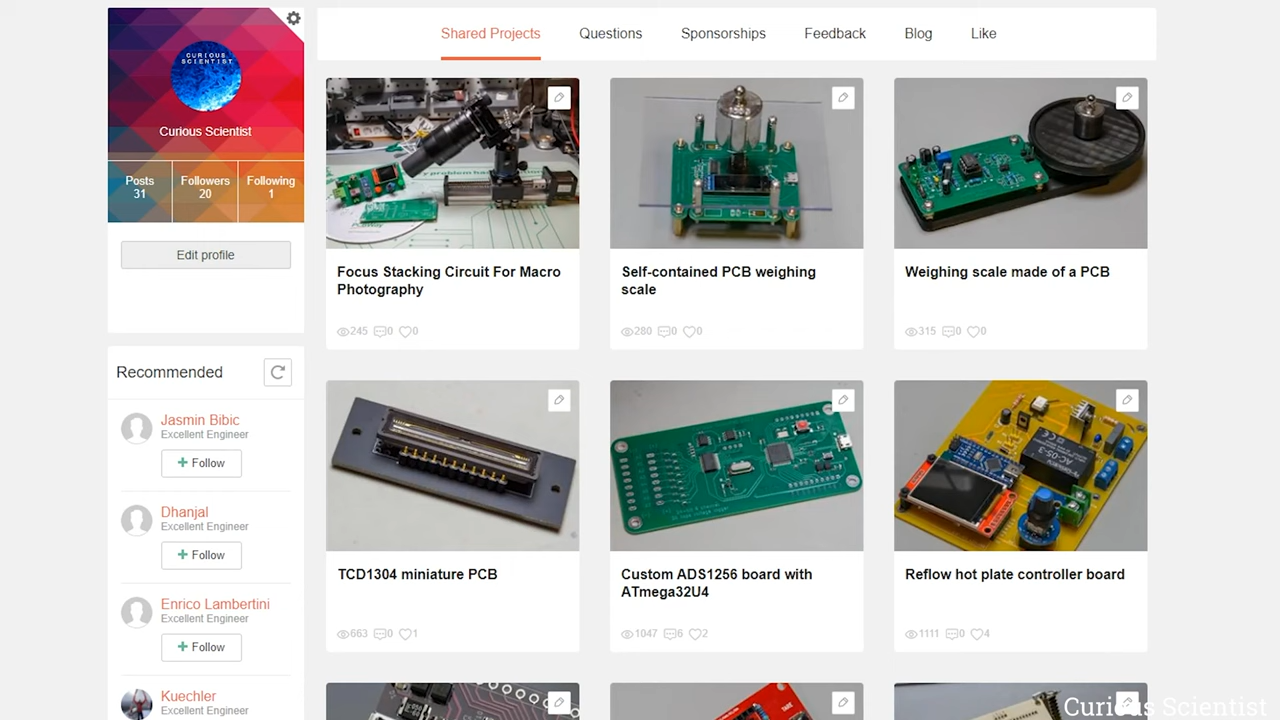 CURIOUS
SCIENTIST
Curious Scientist
Posts
31
Followers
20
Following
1
Edit profile
Recommended
Jasmin Bibic
Excellent Engineer
+ Follow
Dhanjal
Excellent Engineer
+ Follow
Enrico Lambertini
Excellent Engineer
+ Follow
Kuechler
Excellent Engineer
Shared Projects
Questions
Sponsorships
Feedback
Blog
Like
Focus Stacking Circuit For Macro
Photography
245 0 0
Self-contained PCB weighing
scale
280 0 0
Weighing scale made of a PCB
315 0 0
TCD1304 miniature PCB
663 0 1
Custom ADS1256 board with
ATmega32U4
1047 6 2
AC-05-3
Reflow hot plate controller board
1111 0 4
TARE
Curious Scientist